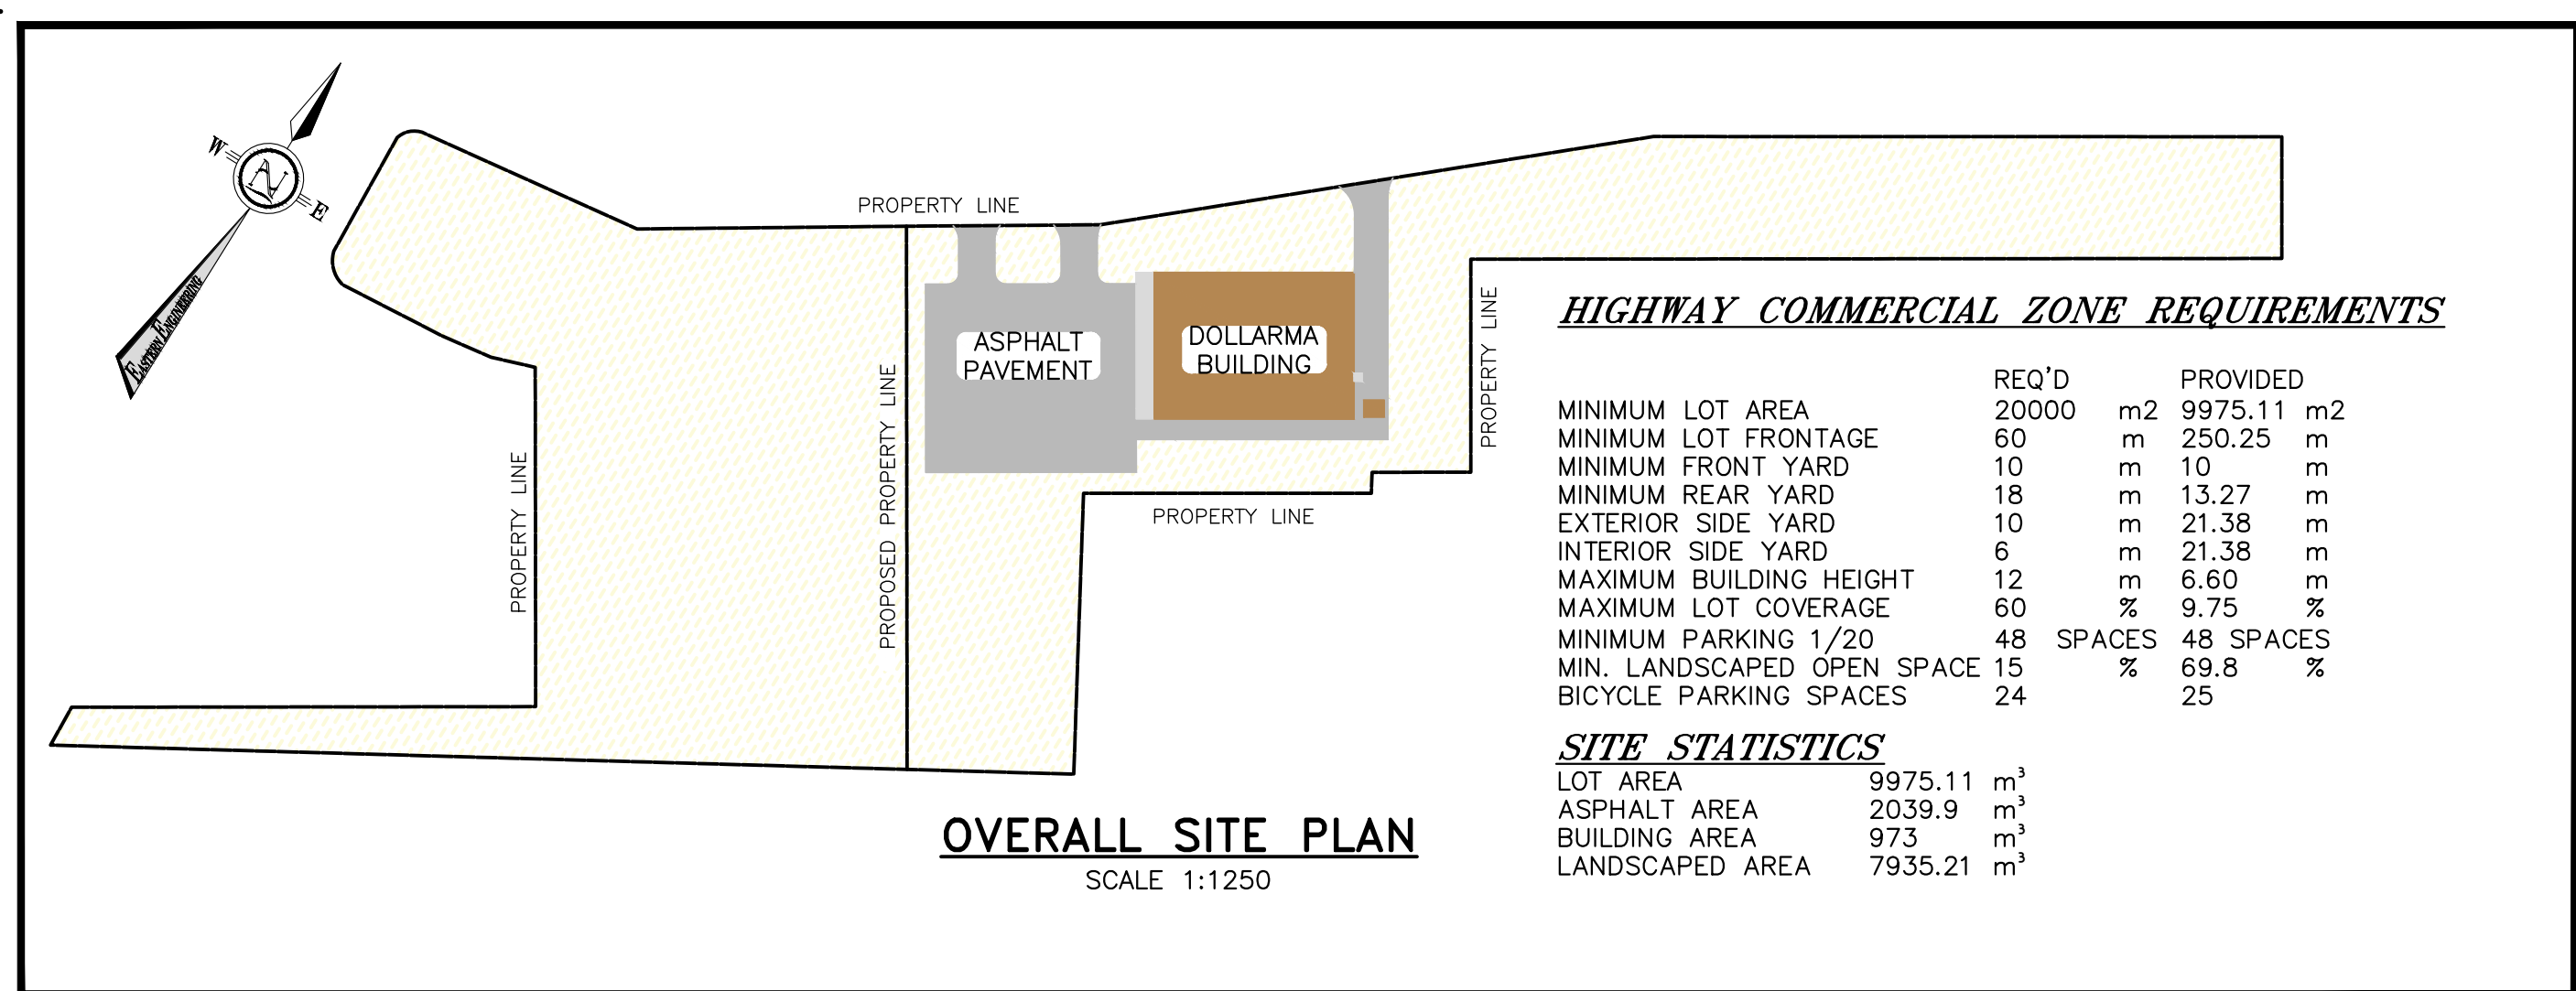 W
N
E
EASTERN ENGINEERING
PROPERTY LINE
PROPERTY LINE
PROPOSED PROPERTY LINE
ASPHALT
PAVEMENT
DOLLARMA
BUILDING
PROPERTY LINE
PROPERTY LINE
OVERALL SITE PLAN
SCALE 1:1250
HIGHWAY COMMERCIAL ZONE REQUIREMENTS
REQ'D PROVIDED
MINIMUM LOT AREA 20000 m2 9975.11 m2
MINIMUM LOT FRONTAGE 60 m 250.25 m
MINIMUM FRONT YARD 10 m 10 m
MINIMUM REAR YARD 18 m 13.27 m
EXTERIOR SIDE YARD 10 m 21.38 m
INTERIOR SIDE YARD 6 m 21.38 m
MAXIMUM BUILDING HEIGHT 12 m 6.60 m
MAXIMUM LOT COVERAGE 60 % 9.75 %
MINIMUM PARKING 1/20 48 SPACES 48 SPACES
MIN. LANDSCAPED OPEN SPACE 15 % 69.8 %
BICYCLE PARKING SPACES 24 25
SITE STATISTICS
LOT AREA 9975.11 m³
ASPHALT AREA 2039.9 m³
BUILDING AREA 973 m³
LANDSCAPED AREA 7935.21 m³